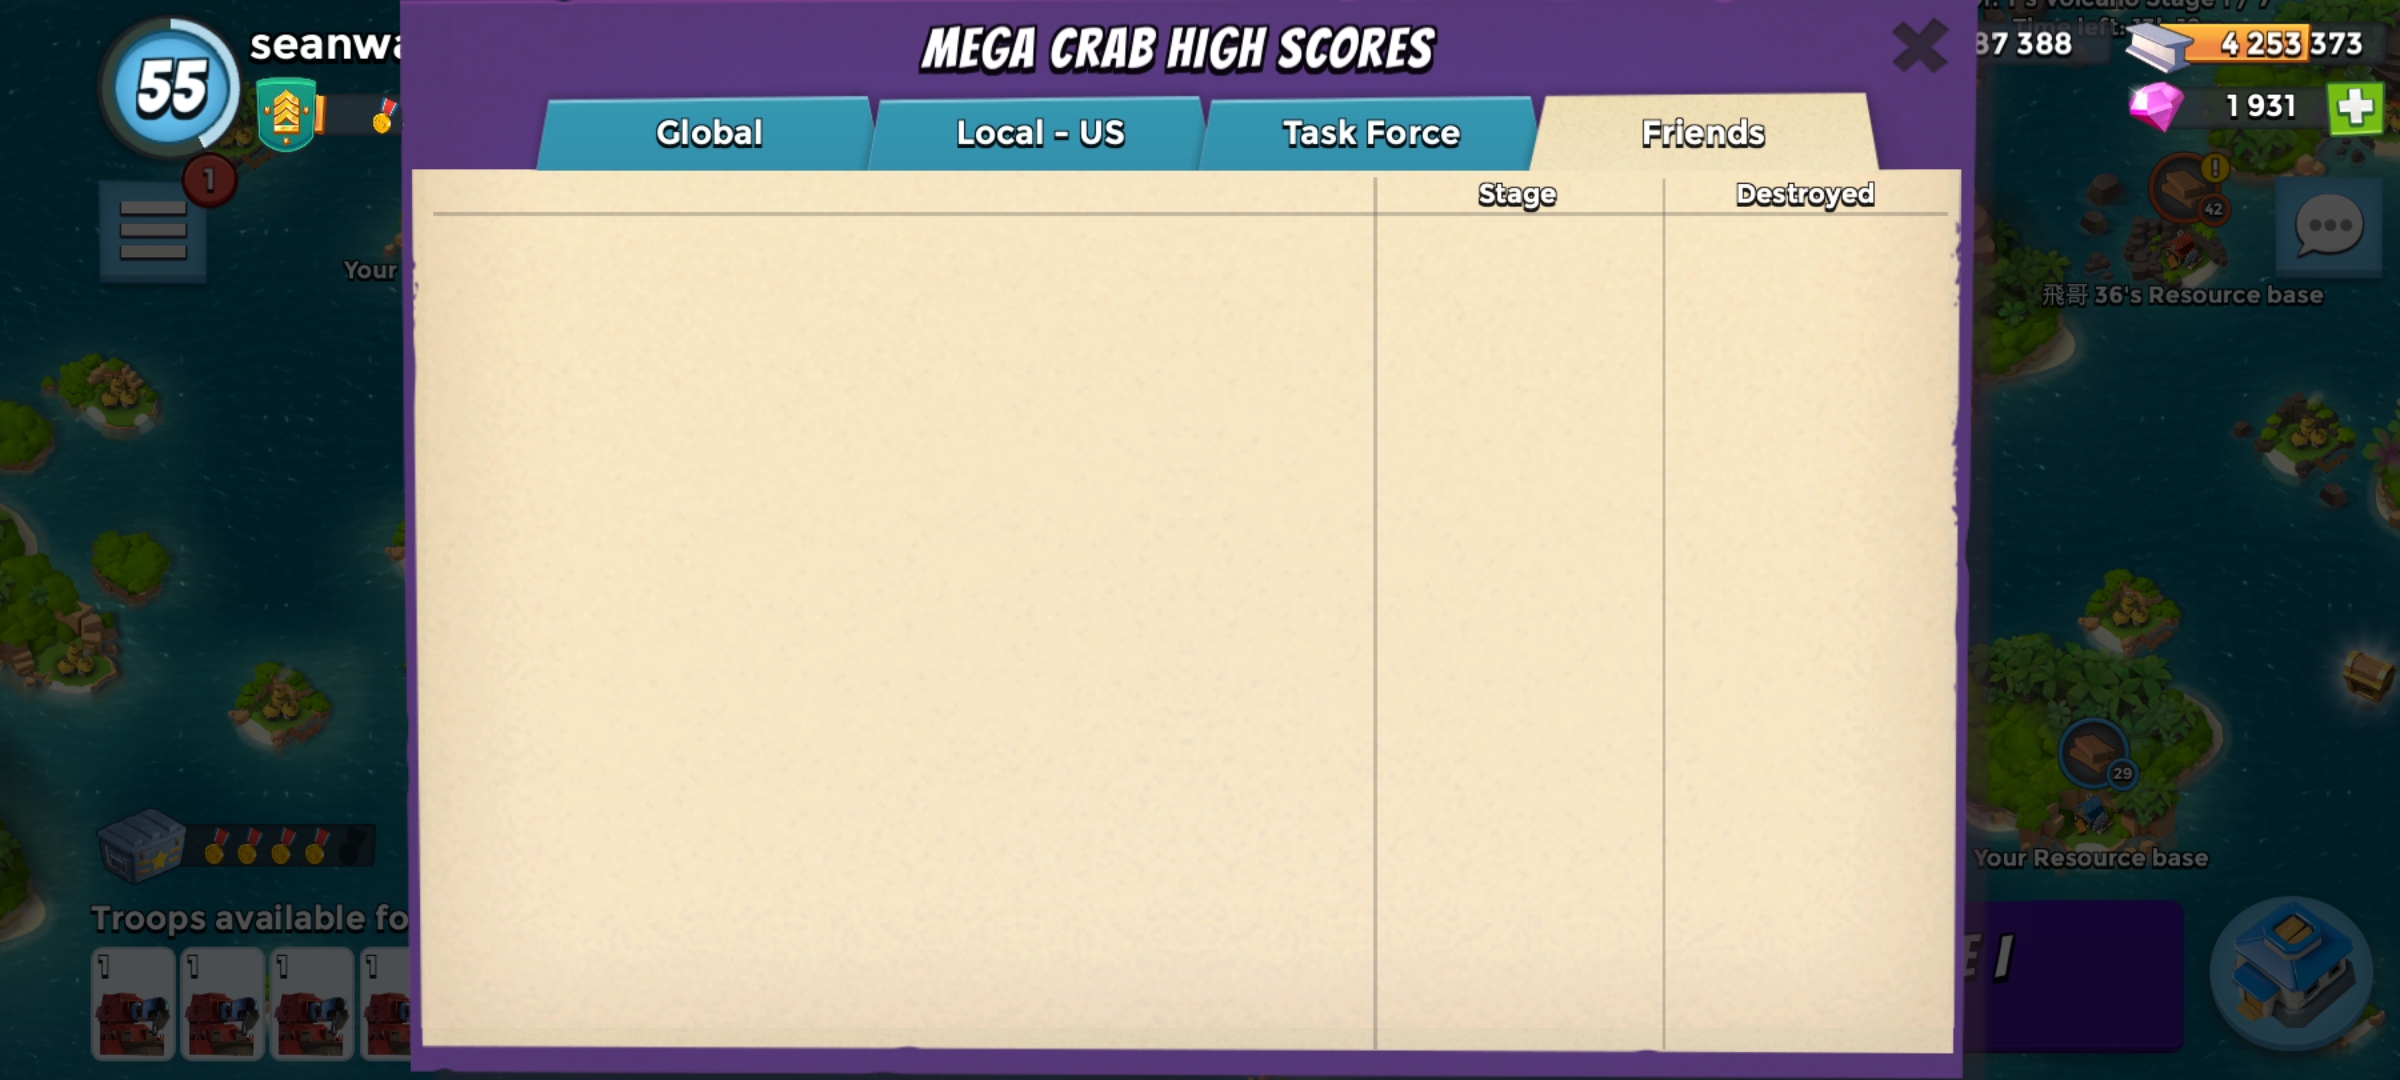 MEGA CRAB HIGH SCORES
55
seanwa
87 388
4 253 373
1 931
Global
Local - US
Task Force
Friends
1
Stage
Destroyed
42
Your
飛哥 36's Resource base
29
Your Resource base
Troops available fo
1
1
1
1
E 1